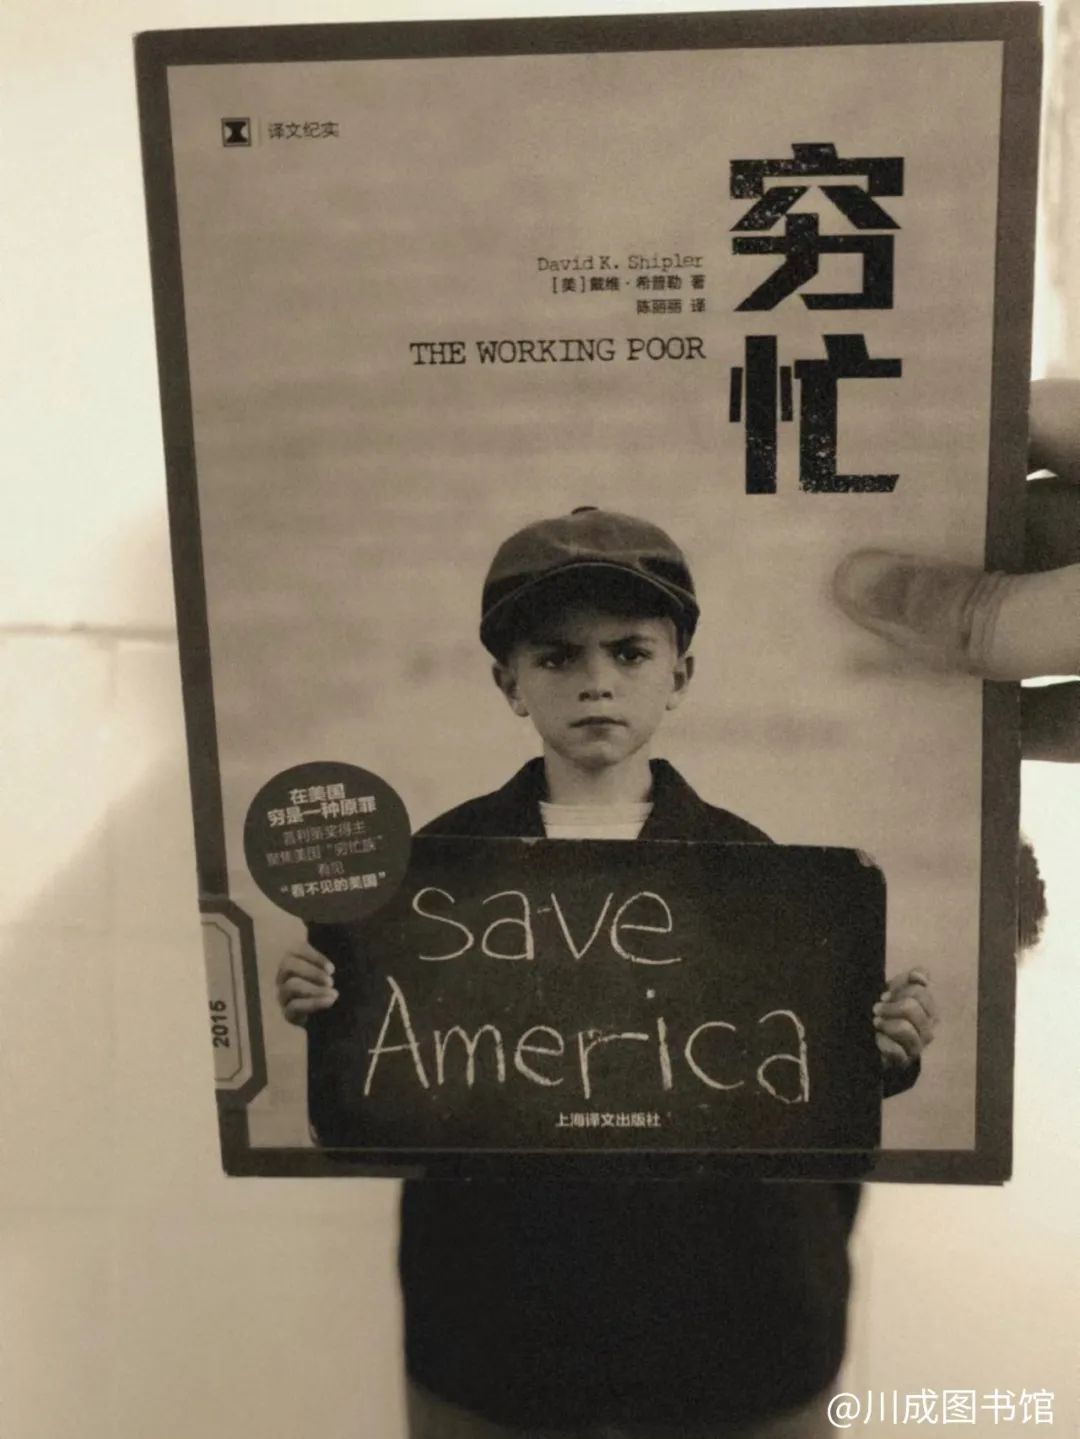 译文纪实
穷忙
David K. Shipler
[美]戴维·希普勒 著
陈丽丽 译
THE WORKING POOR
在美国
穷是一种原罪
普利策奖得主
聚焦美国“穷忙族”
看见
“看不见的美国”
save
America
上海译文出版社
2015
@川成图书馆